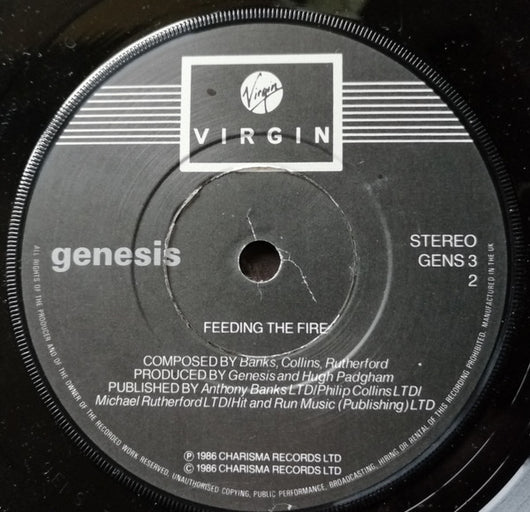 Virgin
VIRGIN
genesis
STEREO
GENS 3
2
FEEDING THE FIRE
COMPOSED BY Banks, Collins, Rutherford
PRODUCED BY Genesis and Hugh Padgham
PUBLISHED BY Anthony Banks LTD/Philip Collins LTD/
Michael Rutherford LTD/Hit and Run Music (Publishing) LTD
℗ 1986 CHARISMA RECORDS LTD
© 1986 CHARISMA RECORDS LTD
ALL RIGHTS OF THE PRODUCER AND OF THE OWNER OF THE RECORDED WORK RESERVED. UNAUTHORISED COPYING, PUBLIC PERFORMANCE, BROADCASTING, HIRING OR RENTAL OF THIS RECORDING PROHIBITED. MANUFACTURED IN THE UK